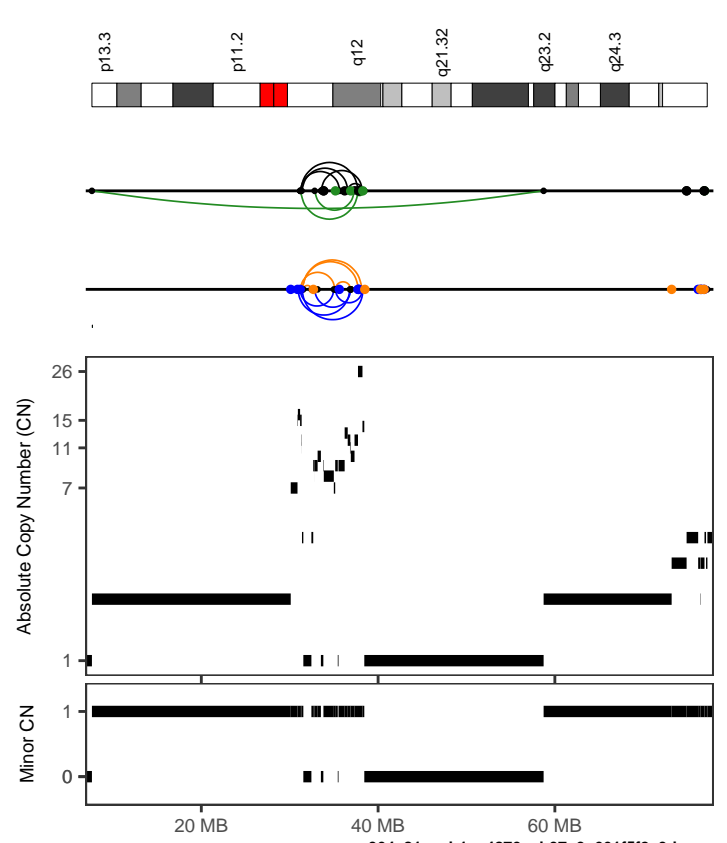 p13.3
p11.2
q12
q21.32
q23.2
q24.3
Absolute Copy Number (CN)
26
15
11
7
1
Minor CN
1
0
20 MB
40 MB
60 MB